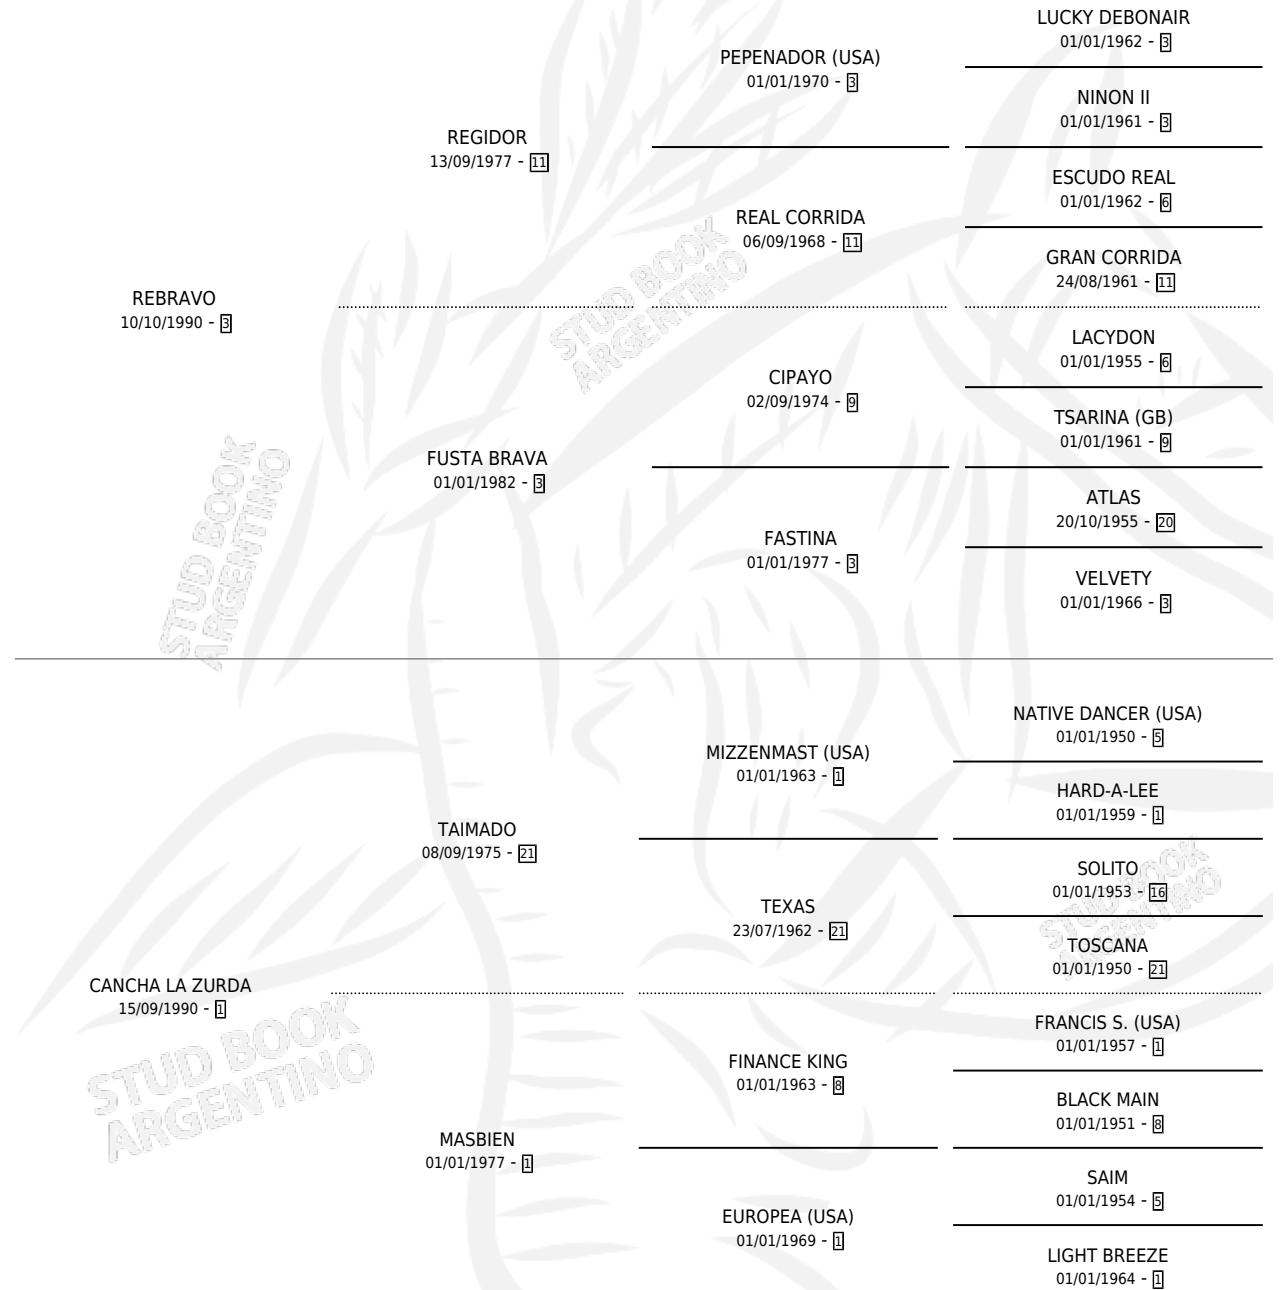 LUCKY DEBONAIR
01/01/1962 - 3
PEPENADOR (USA)
01/01/1970 - 3
NINON II
01/01/1961 - 3
REGIDOR
13/09/1977 - 11
ESCUDO REAL
01/01/1962 - 6
REAL CORRIDA
06/09/1968 - 11
GRAN CORRIDA
24/08/1961 - 11
REBRAVO
10/10/1990 - 3
LACYDON
01/01/1955 - 6
CIPAYO
02/09/1974 - 9
TSARINA (GB)
01/01/1961 - 9
FUSTA BRAVA
01/01/1982 - 3
ATLAS
20/10/1955 - 20
FASTINA
01/01/1977 - 3
VELVETY
01/01/1966 - 3
STUD BOOK
ARGENTINO
STUD BOOK
ARGENTINO
NATIVE DANCER (USA)
01/01/1950 - 5
MIZZENMAST (USA)
01/01/1963 - 1
HARD-A-LEE
01/01/1959 - 1
TAIMADO
08/09/1975 - 21
SOLITO
01/01/1953 - 16
TEXAS
23/07/1962 - 21
TOSCANA
01/01/1950 - 21
CANCHA LA ZURDA
15/09/1990 - 1
FRANCIS S. (USA)
01/01/1957 - 1
FINANCE KING
01/01/1963 - 8
BLACK MAIN
01/01/1951 - 8
MASBIEN
01/01/1977 - 1
SAIM
01/01/1954 - 5
EUROPEA (USA)
01/01/1969 - 1
LIGHT BREEZE
01/01/1964 - 1
STUD BOOK
ARGENTINO
STUD BOOK
ARGENTINO